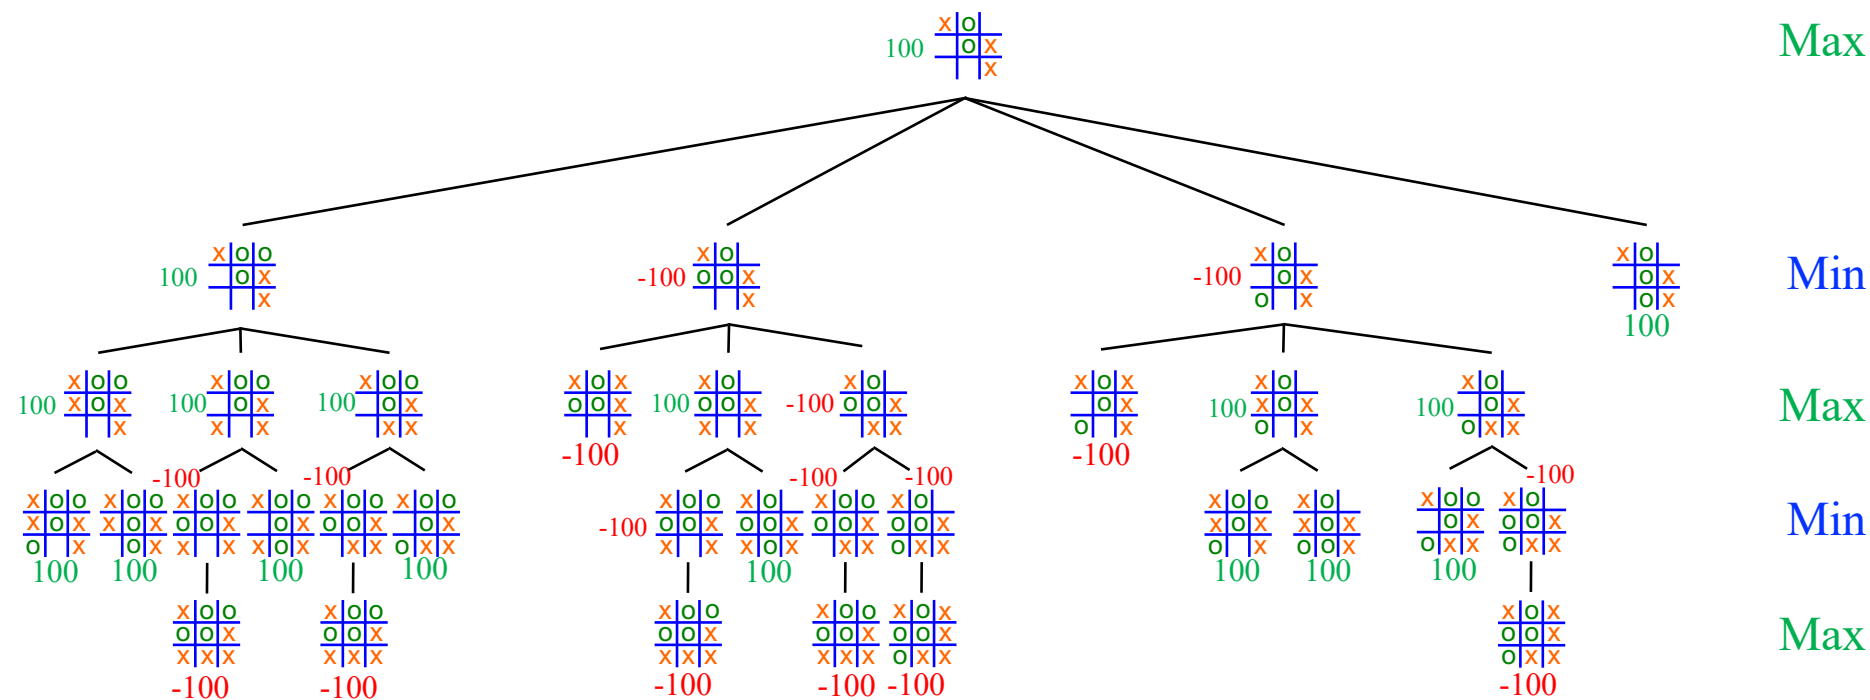 x o
100 o x Max
x
x o o x o x o x o
100 o x -100 o o x -100 o x o x Min
x x o x o x
100
x o o x o o x o o x o x x o x o x o x x o x o
100 x o x 100 o x 100 o x o o x 100 o o x -100 o o x o x 100 x o x 100 o x Max
x x x x x x x x x x o x o x o x x
-100 -100
-100 -100 -100 -100 -100
x o o x o o x o o x o o x o o x o o x o o x o x o o x o x o o x o x o o x o
x o x x o x o o x o x o o x o x -100 o o x o o x o o x o o x x o x x o x o x o o x Min
o x o x x x o x x x o x x x x x o x x x o x x o x o o x o x x o x x
100 100 100 100 100 100 100 100
x o o x o o x o o x o o x o x x o x
o o x o o x o o x o o x o o x o o x Max
x x x x x x x x x x x x o x x o x x
-100 -100 -100 -100 -100 -100